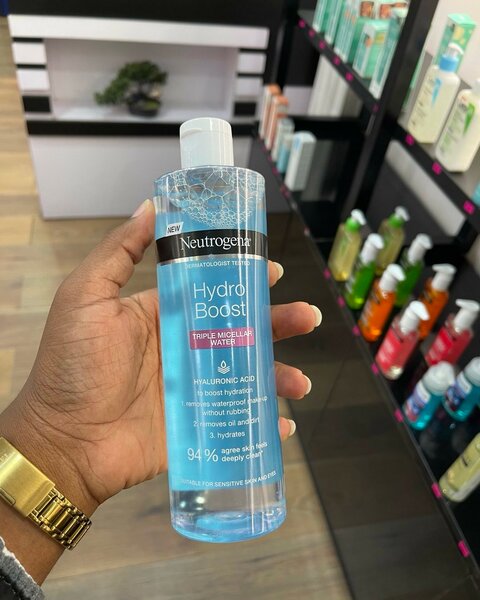 NEW
Neutrogena®
DERMATOLOGIST TESTED
Hydro
Boost
TRIPLE MICELLAR
WATER
HYALURONIC ACID
to boost hydration
1. removes waterproof make-up
without rubbing
2. removes oil and dirt
3. hydrates
94% agree skin feels
deeply clean*
SUITABLE FOR SENSITIVE SKIN AND EYES